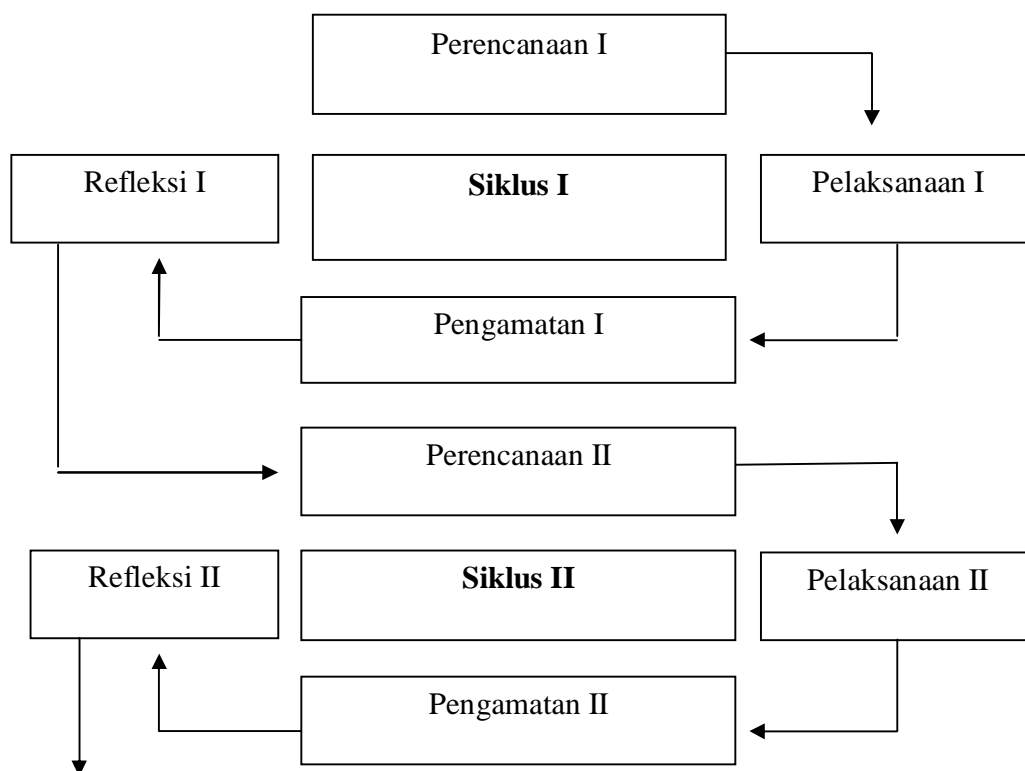 Perencanaan I
Refleksi I
Siklus I
Pelaksanaan I
Pengamatan I
Perencanaan II
Refleksi II
Siklus II
Pelaksanaan II
Pengamatan II